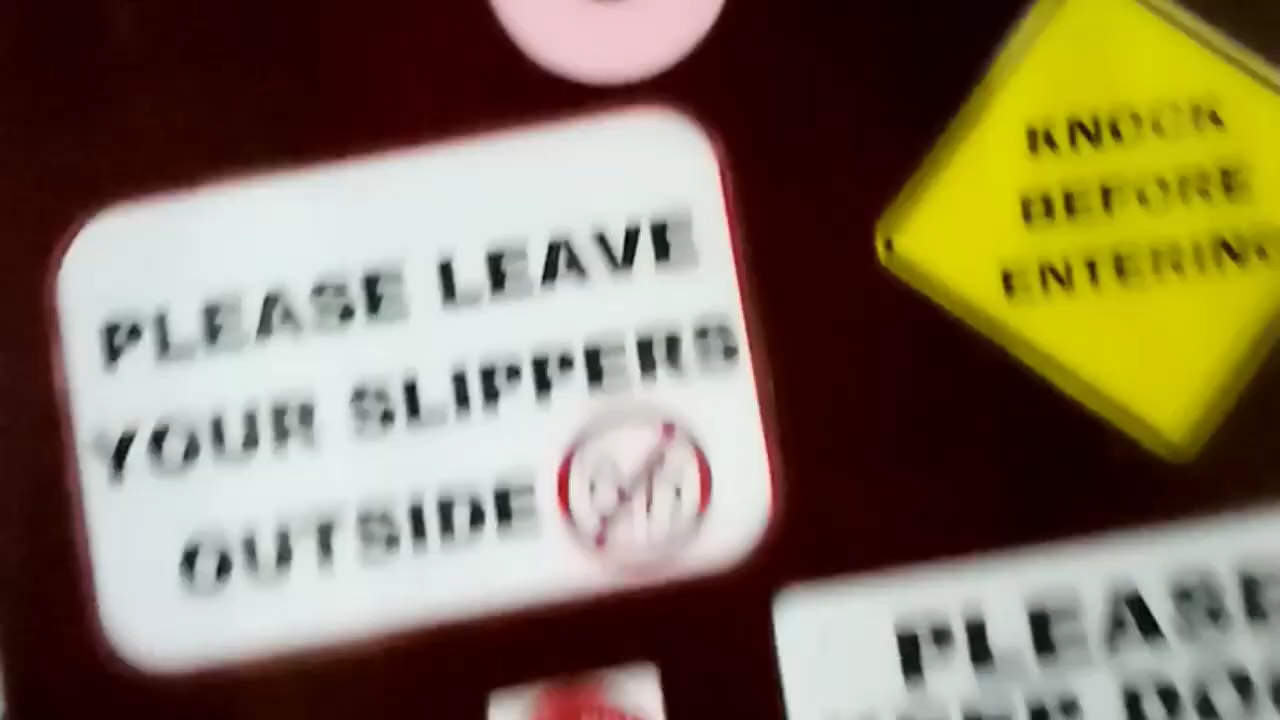 PLEASE LEAVE
YOUR SLIPPERS
OUTSIDE
KNOCK
BEFORE
ENTERING
PLEASE